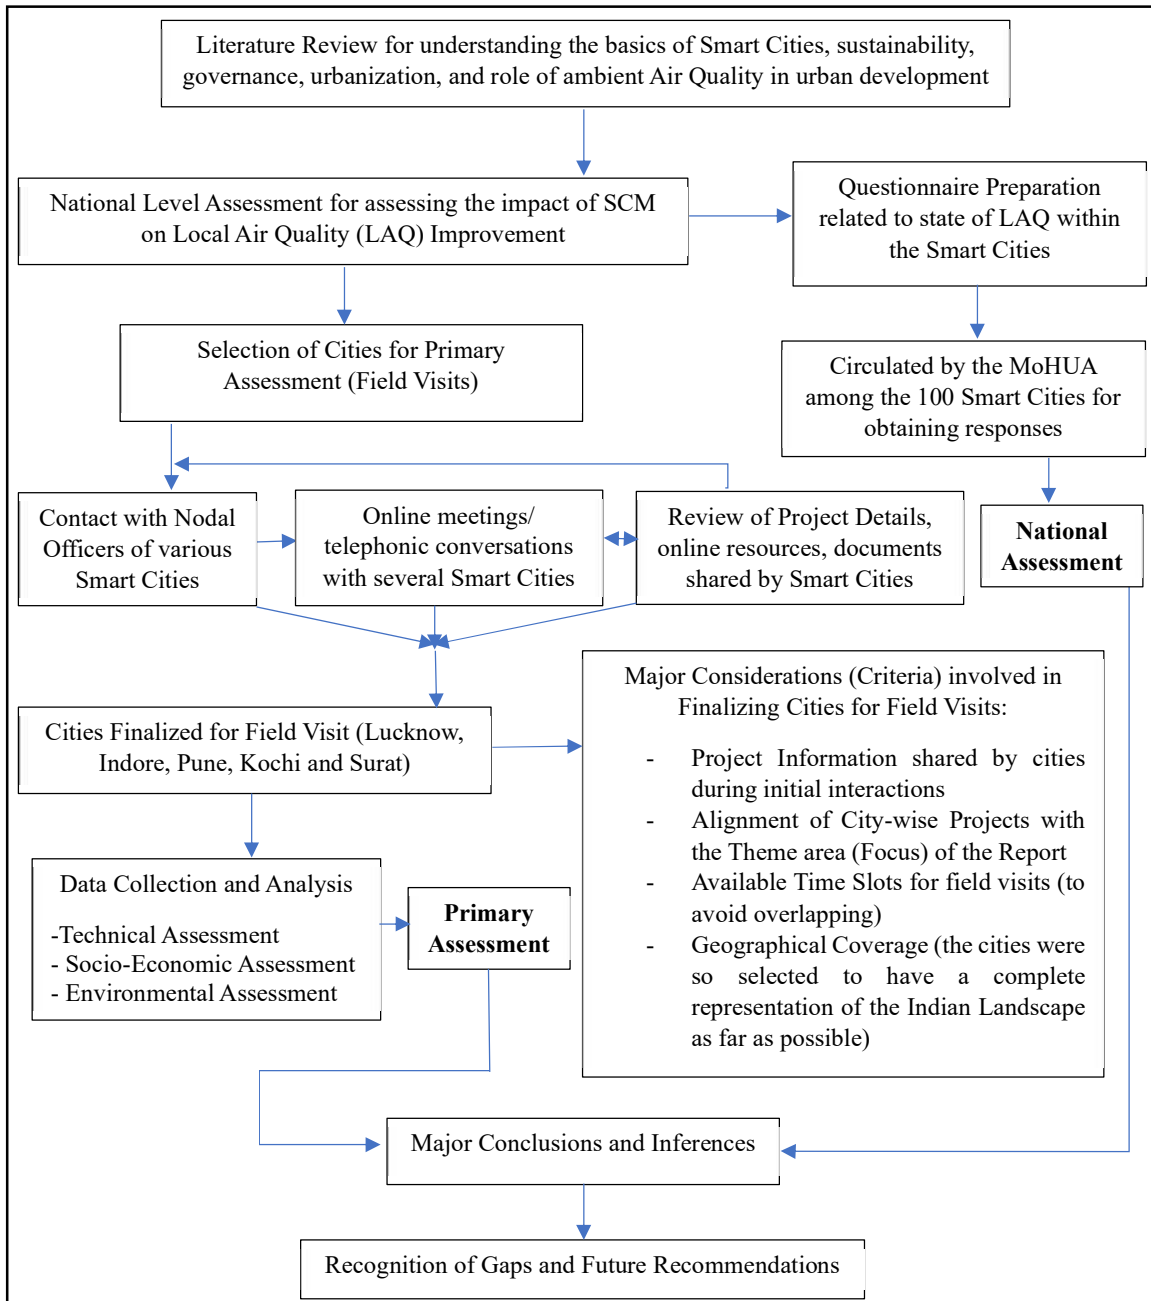 Literature Review for understanding the basics of Smart Cities, sustainability,
governance, urbanization, and role of ambient Air Quality in urban development
National Level Assessment for assessing the impact of SCM
on Local Air Quality (LAQ) Improvement
Questionnaire Preparation
related to state of LAQ within
the Smart Cities
Selection of Cities for Primary
Assessment (Field Visits)
Circulated by the MoHUA
among the 100 Smart Cities for
obtaining responses
Contact with Nodal
Officers of various
Smart Cities
Online meetings/
telephonic conversations
with several Smart Cities
Review of Project Details,
online resources, documents
shared by Smart Cities
National
Assessment
Cities Finalized for Field Visit (Lucknow,
Indore, Pune, Kochi and Surat)
Major Considerations (Criteria) involved in
Finalizing Cities for Field Visits:
- Project Information shared by cities
during initial interactions
- Alignment of City-wise Projects with
the Theme area (Focus) of the Report
- Available Time Slots for field visits (to
avoid overlapping)
- Geographical Coverage (the cities were
so selected to have a complete
representation of the Indian Landscape
as far as possible)
Data Collection and Analysis
-Technical Assessment
- Socio-Economic Assessment
- Environmental Assessment
Primary
Assessment
Major Conclusions and Inferences
Recognition of Gaps and Future Recommendations